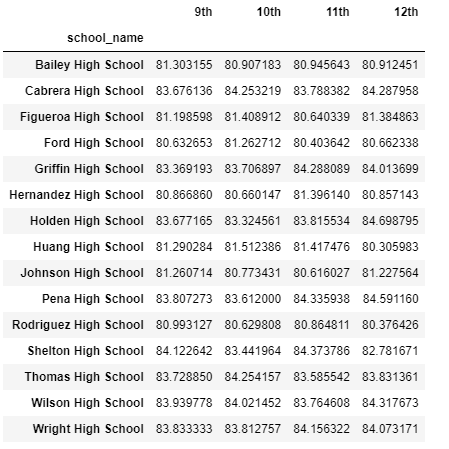 9th 10th 11th 12th
school_name
Bailey High School 81.303155 80.907183 80.945643 80.912451
Cabrera High School 83.676136 84.253219 83.788382 84.287958
Figueroa High School 81.198598 81.408912 80.640339 81.384863
Ford High School 80.632653 81.262712 80.403642 80.662338
Griffin High School 83.369193 83.706897 84.288089 84.013699
Hernandez High School 80.866860 80.660147 81.396140 80.857143
Holden High School 83.677165 83.324561 83.815534 84.698795
Huang High School 81.290284 81.512386 81.417476 80.305983
Johnson High School 81.260714 80.773431 80.616027 81.227564
Pena High School 83.807273 83.612000 84.335938 84.591160
Rodriguez High School 80.993127 80.629808 80.864811 80.376426
Shelton High School 84.122642 83.441964 84.373786 82.781671
Thomas High School 83.728850 84.254157 83.585542 83.831361
Wilson High School 83.939778 84.021452 83.764608 84.317673
Wright High School 83.833333 83.812757 84.156322 84.073171